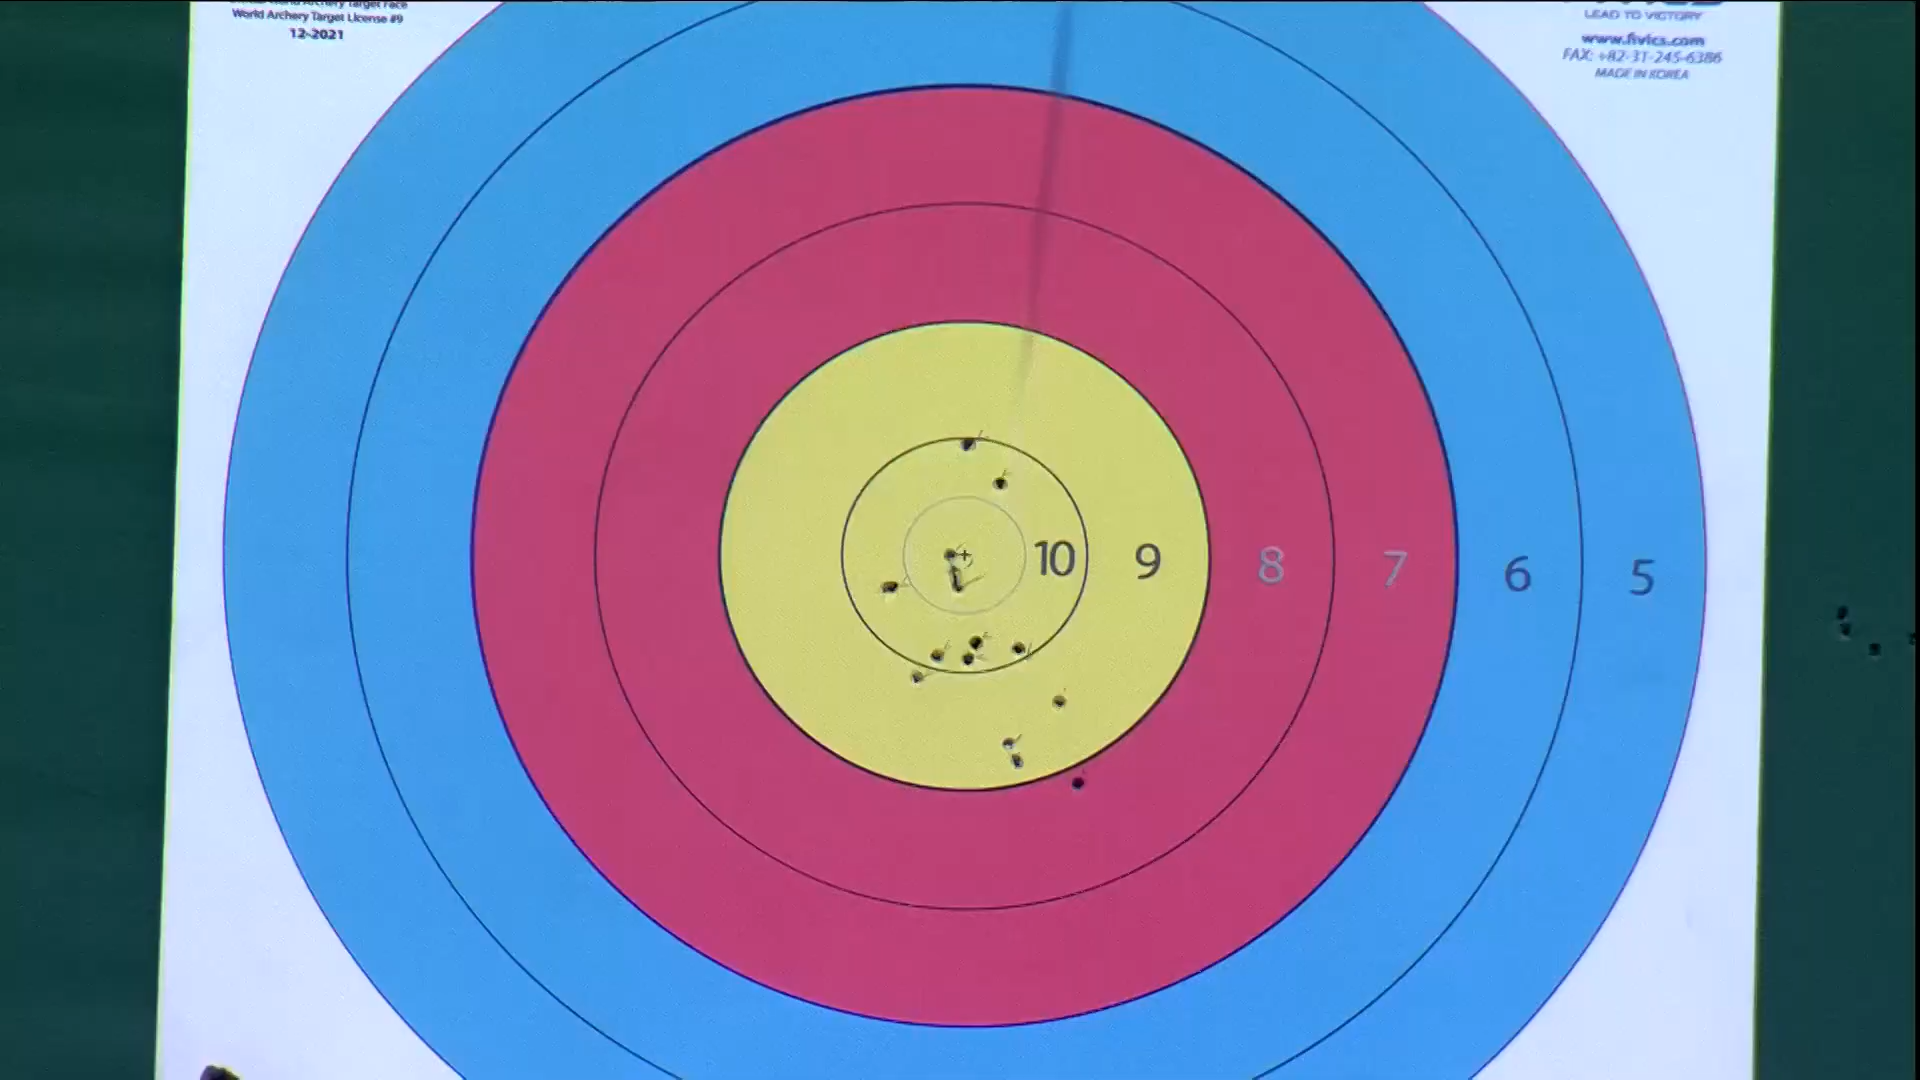 World Archery Target License #9
12-2021
LEAD TO VICTORY
www.fivics.com
FAX: +82-31-245-6386
MADE IN KOREA
10 9 8 7 6 5